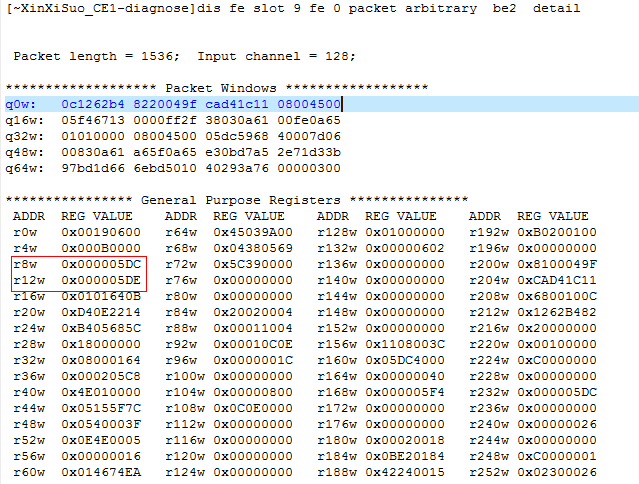 [~XinXiSuo_CE1-diagnose]dis fe slot 9 fe 0 packet arbitrary  be2  detail
Packet length = 1536;  Input channel = 128;
******************* Packet Windows ******************
q0w:   0c1262b4 8220049f cad41c11 08004500
q16w:  05f46713 0000ff2f 38030a61 00fe0a65
q32w:  01010000 08004500 05dc5968 40007d06
q48w:  00830a61 a65f0a65 e30bd7a5 2e71d33b
q64w:  97bd1d66 6ebd5010 40293a76 00000300
**************** General Purpose Registers ***************
ADDR  REG VALUE   ADDR  REG VALUE   ADDR  REG VALUE   ADDR  REG VALUE
r0w  0x00190600  r64w  0x45039A00  r128w 0x01000000  r192w 0xB0200100
r4w  0x000B0000  r68w  0x04380569  r132w 0x00000602  r196w 0x00000000
r8w  0x000005DC  r72w  0x5C390000  r136w 0x00000000  r200w 0x8100049F
r12w  0x000005DE  r76w  0x00000000  r140w 0x00000000  r204w 0xCAD41C11
r16w  0x0101640B  r80w  0x00000000  r144w 0x00000000  r208w 0x6800100C
r20w  0xD40E2214  r84w  0x20020004  r148w 0x00000000  r212w 0x1262B482
r24w  0xB405685C  r88w  0x00011004  r152w 0x00000000  r216w 0x20000000
r28w  0x18000000  r92w  0x00010C0E  r156w 0x1108003C  r220w 0x00100000
r32w  0x08000164  r96w  0x0000001C  r160w 0x05DC4000  r224w 0xC0000000
r36w  0x000205C8  r100w 0x00000000  r164w 0x00000040  r228w 0x00000000
r40w  0x4E010000  r104w 0x00000800  r168w 0x000005F4  r232w 0x000005DC
r44w  0x05155F7C  r108w 0x0C0E0000  r172w 0x00000000  r236w 0x00000000
r48w  0x0540003F  r112w 0x00000000  r176w 0x00000000  r240w 0x00000026
r52w  0x0E4E0005  r116w 0x00000000  r180w 0x00020018  r244w 0x00000000
r56w  0x00000016  r120w 0x00000000  r184w 0x0BE20184  r248w 0xC0000001
r60w  0x014674EA  r124w 0x00000000  r188w 0x42240015  r252w 0x02300026